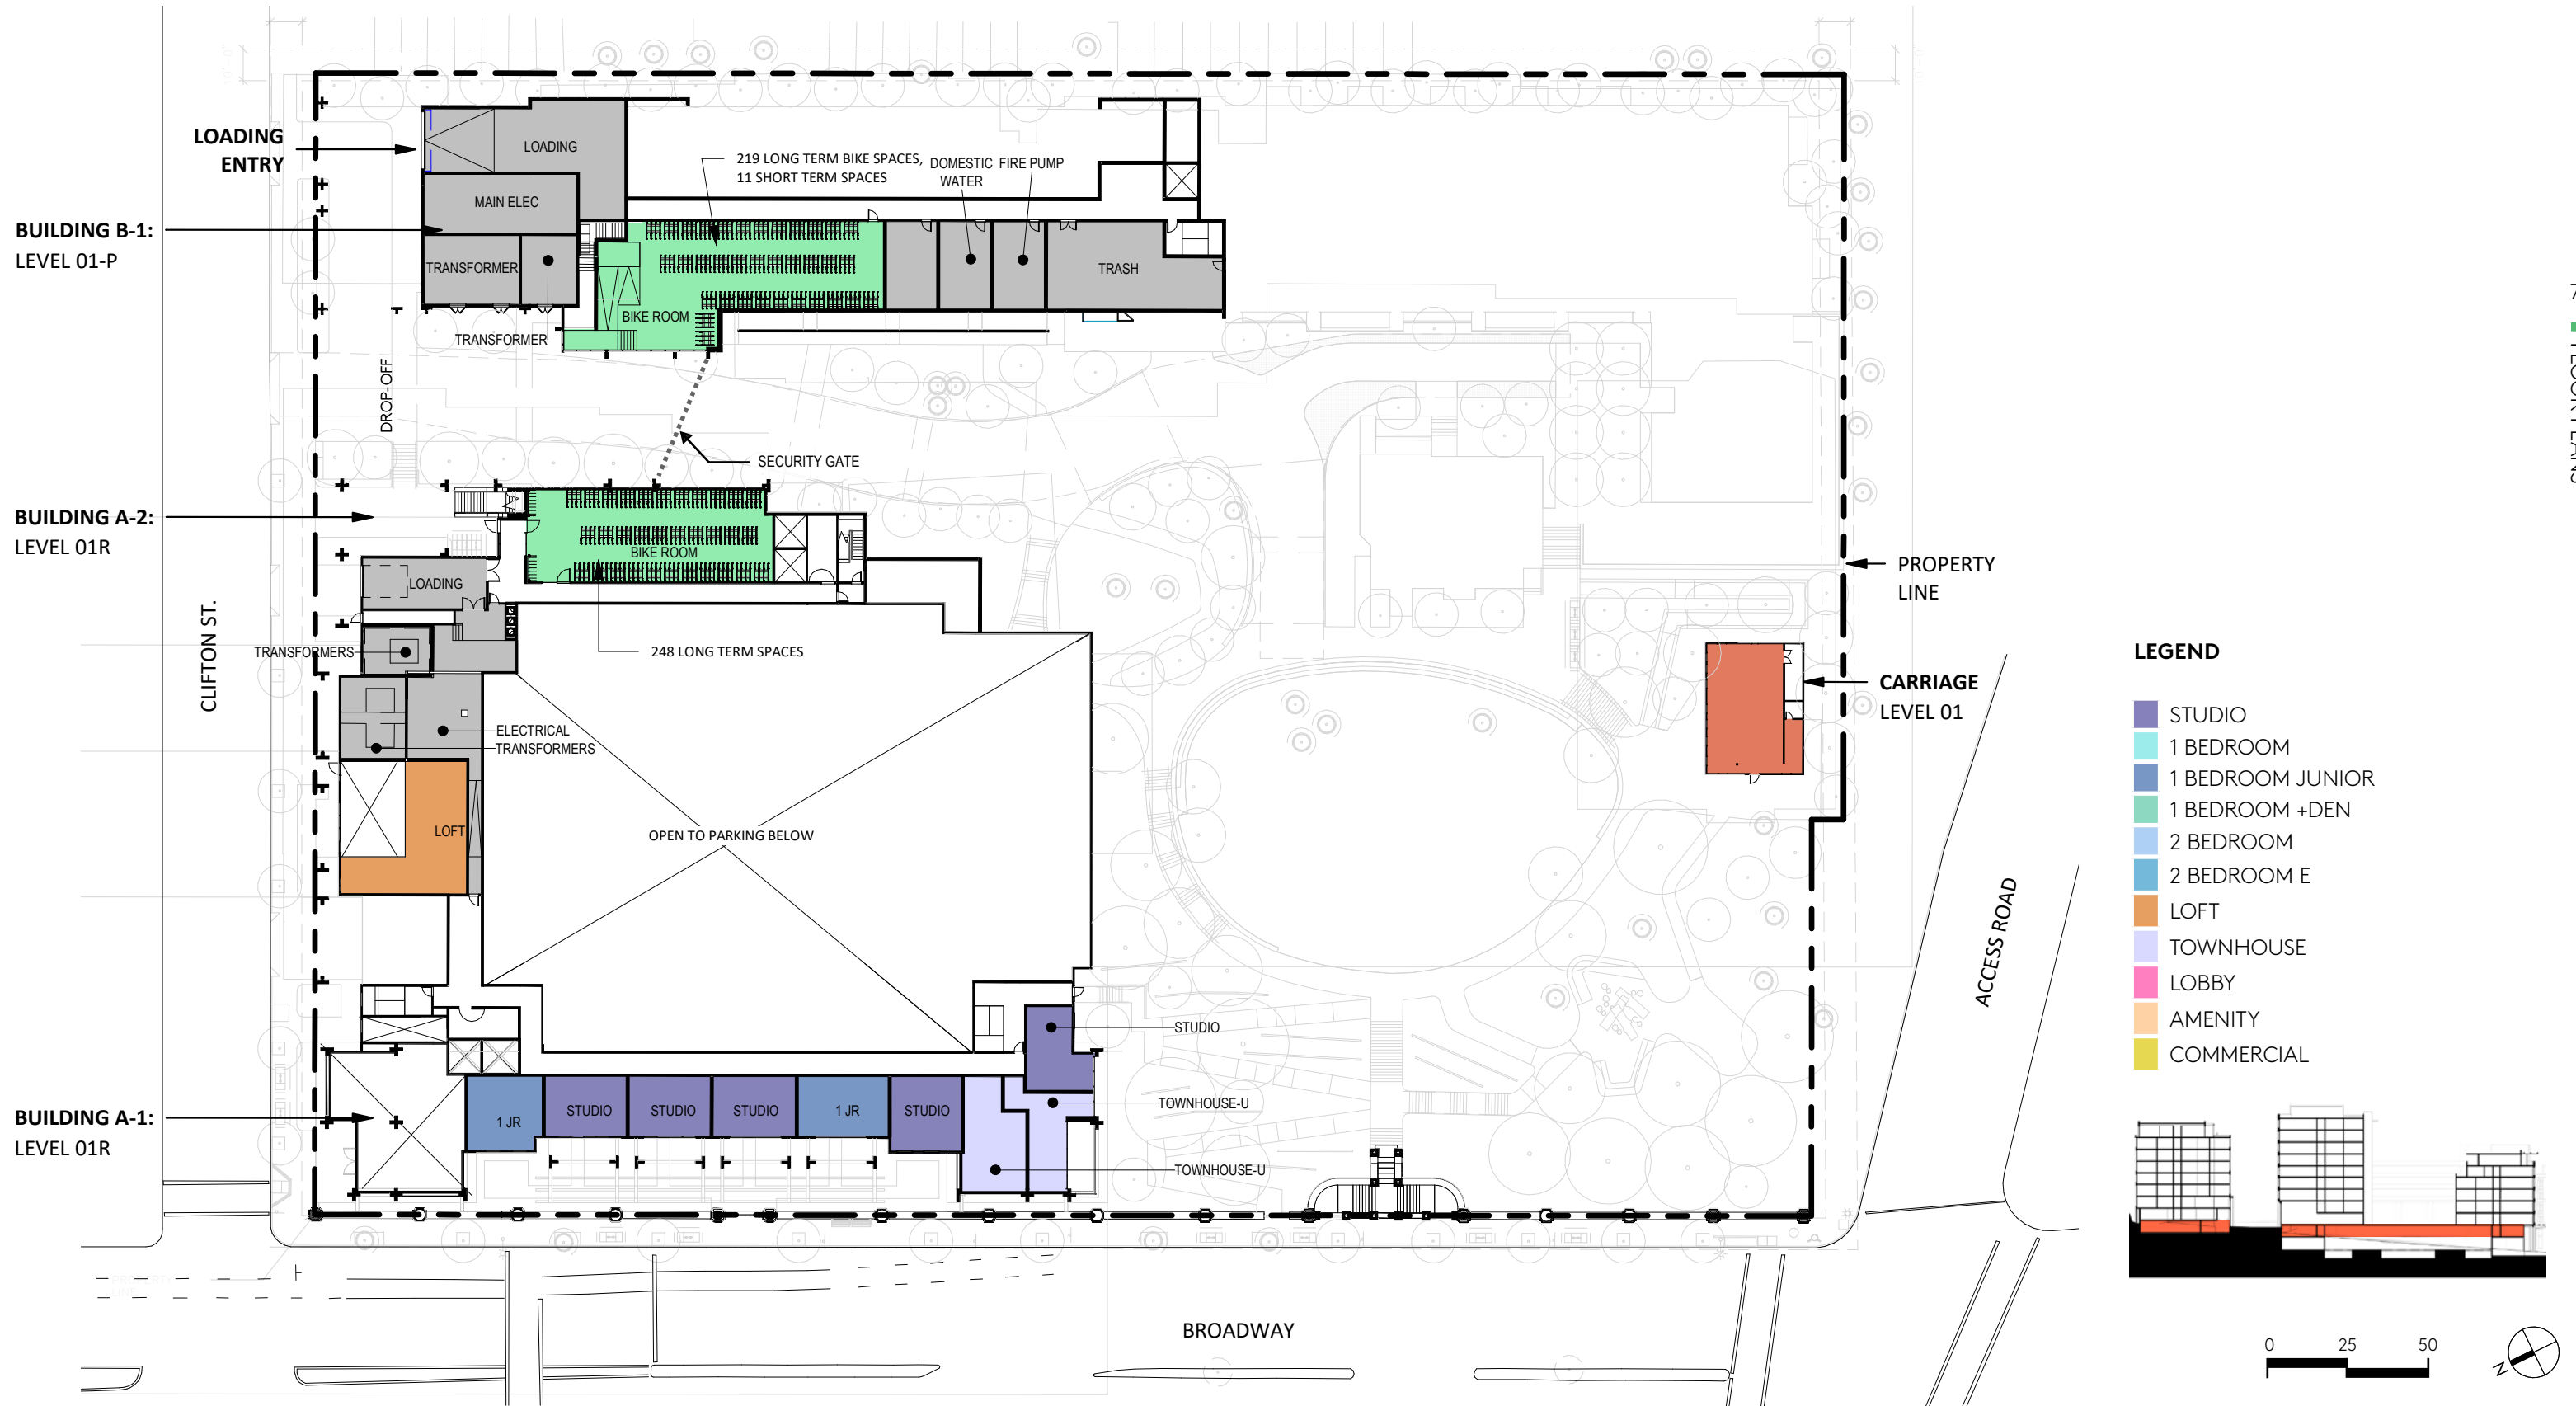 LOADING
ENTRY
LOADING
MAIN ELEC
219 LONG TERM BIKE SPACES,
11 SHORT TERM SPACES
DOMESTIC
WATER
FIRE PUMP
BUILDING B-1:
LEVEL 01-P
TRANSFORMER
TRASH
BIKE ROOM
TRANSFORMER
DROP-OFF
FLOOR PLANS
SECURITY GATE
BUILDING A-2:
LEVEL 01R
BIKE ROOM
LOADING
PROPERTY
LINE
CLIFTON ST.
TRANSFORMERS
248 LONG TERM SPACES
CARRIAGE
LEVEL 01
ELECTRICAL
TRANSFORMERS
LOFT
OPEN TO PARKING BELOW
ACCESS ROAD
STUDIO
TOWNHOUSE-U
BUILDING A-1:
LEVEL 01R
1 JR
STUDIO
STUDIO
STUDIO
1 JR
STUDIO
TOWNHOUSE-U
BROADWAY
LEGEND
STUDIO
1 BEDROOM
1 BEDROOM JUNIOR
1 BEDROOM +DEN
2 BEDROOM
2 BEDROOM E
LOFT
TOWNHOUSE
LOBBY
AMENITY
COMMERCIAL
0 25 50
N